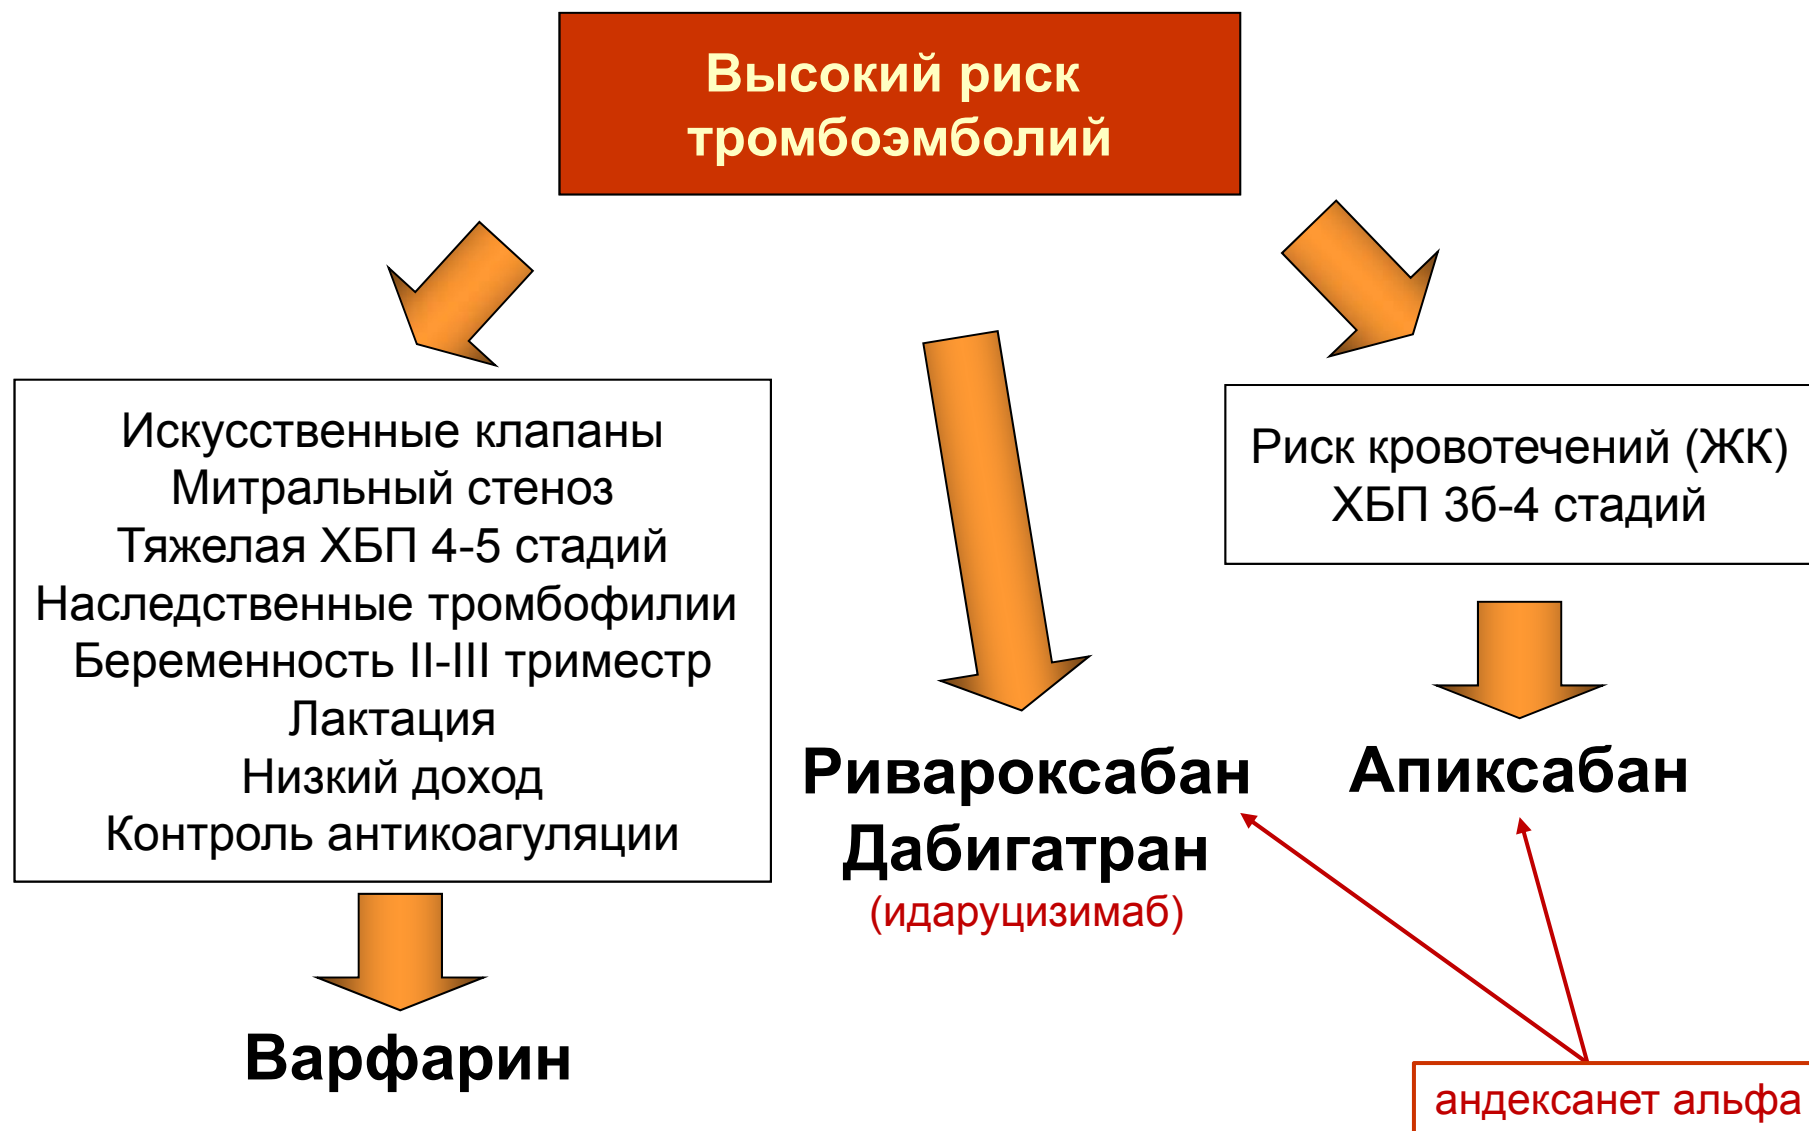 Высокий риск
тромбоэмболий
Искусственные клапаны
Митральный стеноз
Тяжелая ХБП 4-5 стадий
Наследственные тромбофилии
Беременность II-III триместр
Лактация
Низкий доход
Контроль антикоагуляции
Варфарин
Ривароксабан
Дабигатран
(идаруцизимаб)
Риск кровотечений (ЖК)
ХБП 3б-4 стадий
Апиксабан
андексанет альфа